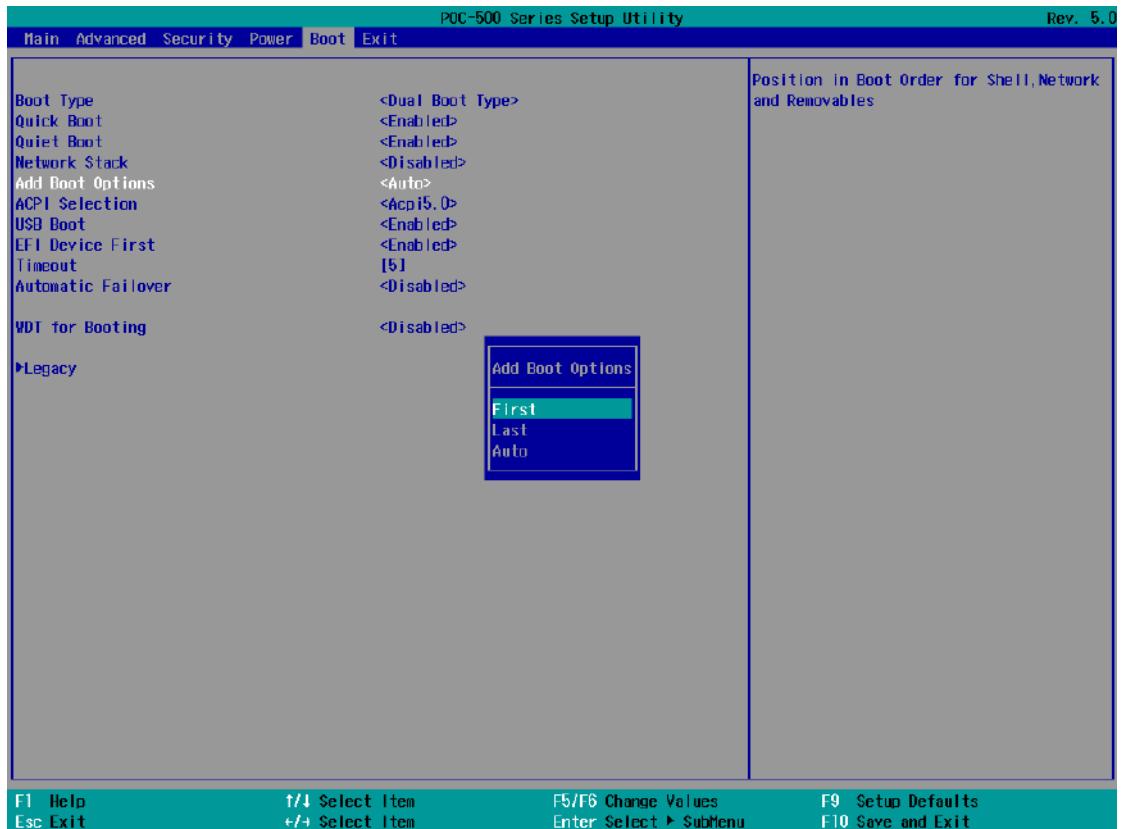 POC-500 Series Setup Utility Rev. 5.0
Main Advanced Security Power Boot Exit
Position in Boot Order for Shell,Network
and Removables
Boot Type <Dual Boot Type>
Quick Boot <Enabled>
Quiet Boot <Enabled>
Network Stack <Disabled>
Add Boot Options <Auto>
ACPI Selection <Acpi5.0>
USB Boot <Enabled>
EFI Device First <Enabled>
Timeout [5]
Automatic Failover <Disabled>
WDT for Booting <Disabled>
▶Legacy
Add Boot Options
First
Last
Auto
F1 Help ↑/↓ Select Item F5/F6 Change Values F9 Setup Defaults
Esc Exit ←/→ Select Item Enter Select ▶ SubMenu F10 Save and Exit